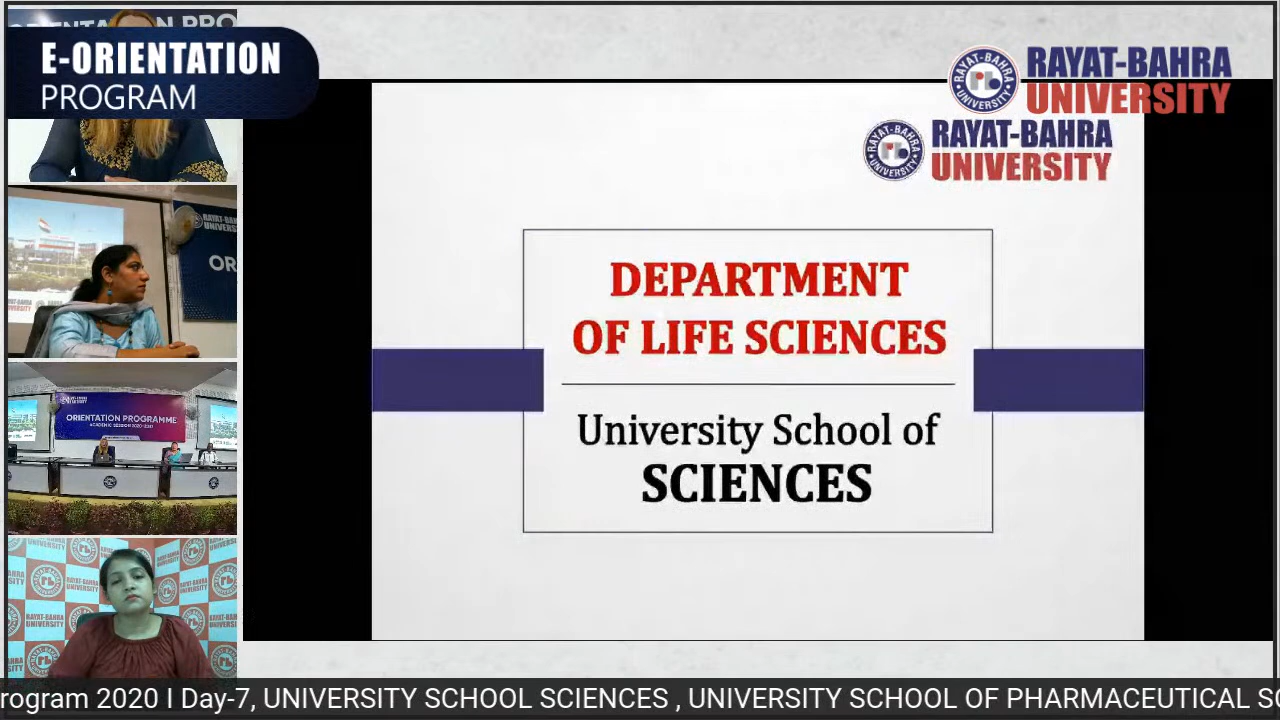 E-ORIENTATION
PROGRAM
RAYAT-BAHRA
UNIVERSITY
RAYAT-BAHRA
UNIVERSITY
DEPARTMENT
OF LIFE SCIENCES
University School of
SCIENCES
ORIENTATION PROGRAMME
rogram 2020 I Day-7, UNIVERSITY SCHOOL SCIENCES , UNIVERSITY SCHOOL OF PHARMACEUTICAL SC